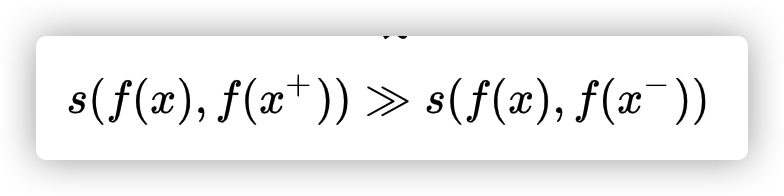 s(f(x), f(x⁺)) ≫ s(f(x), f(x⁻))